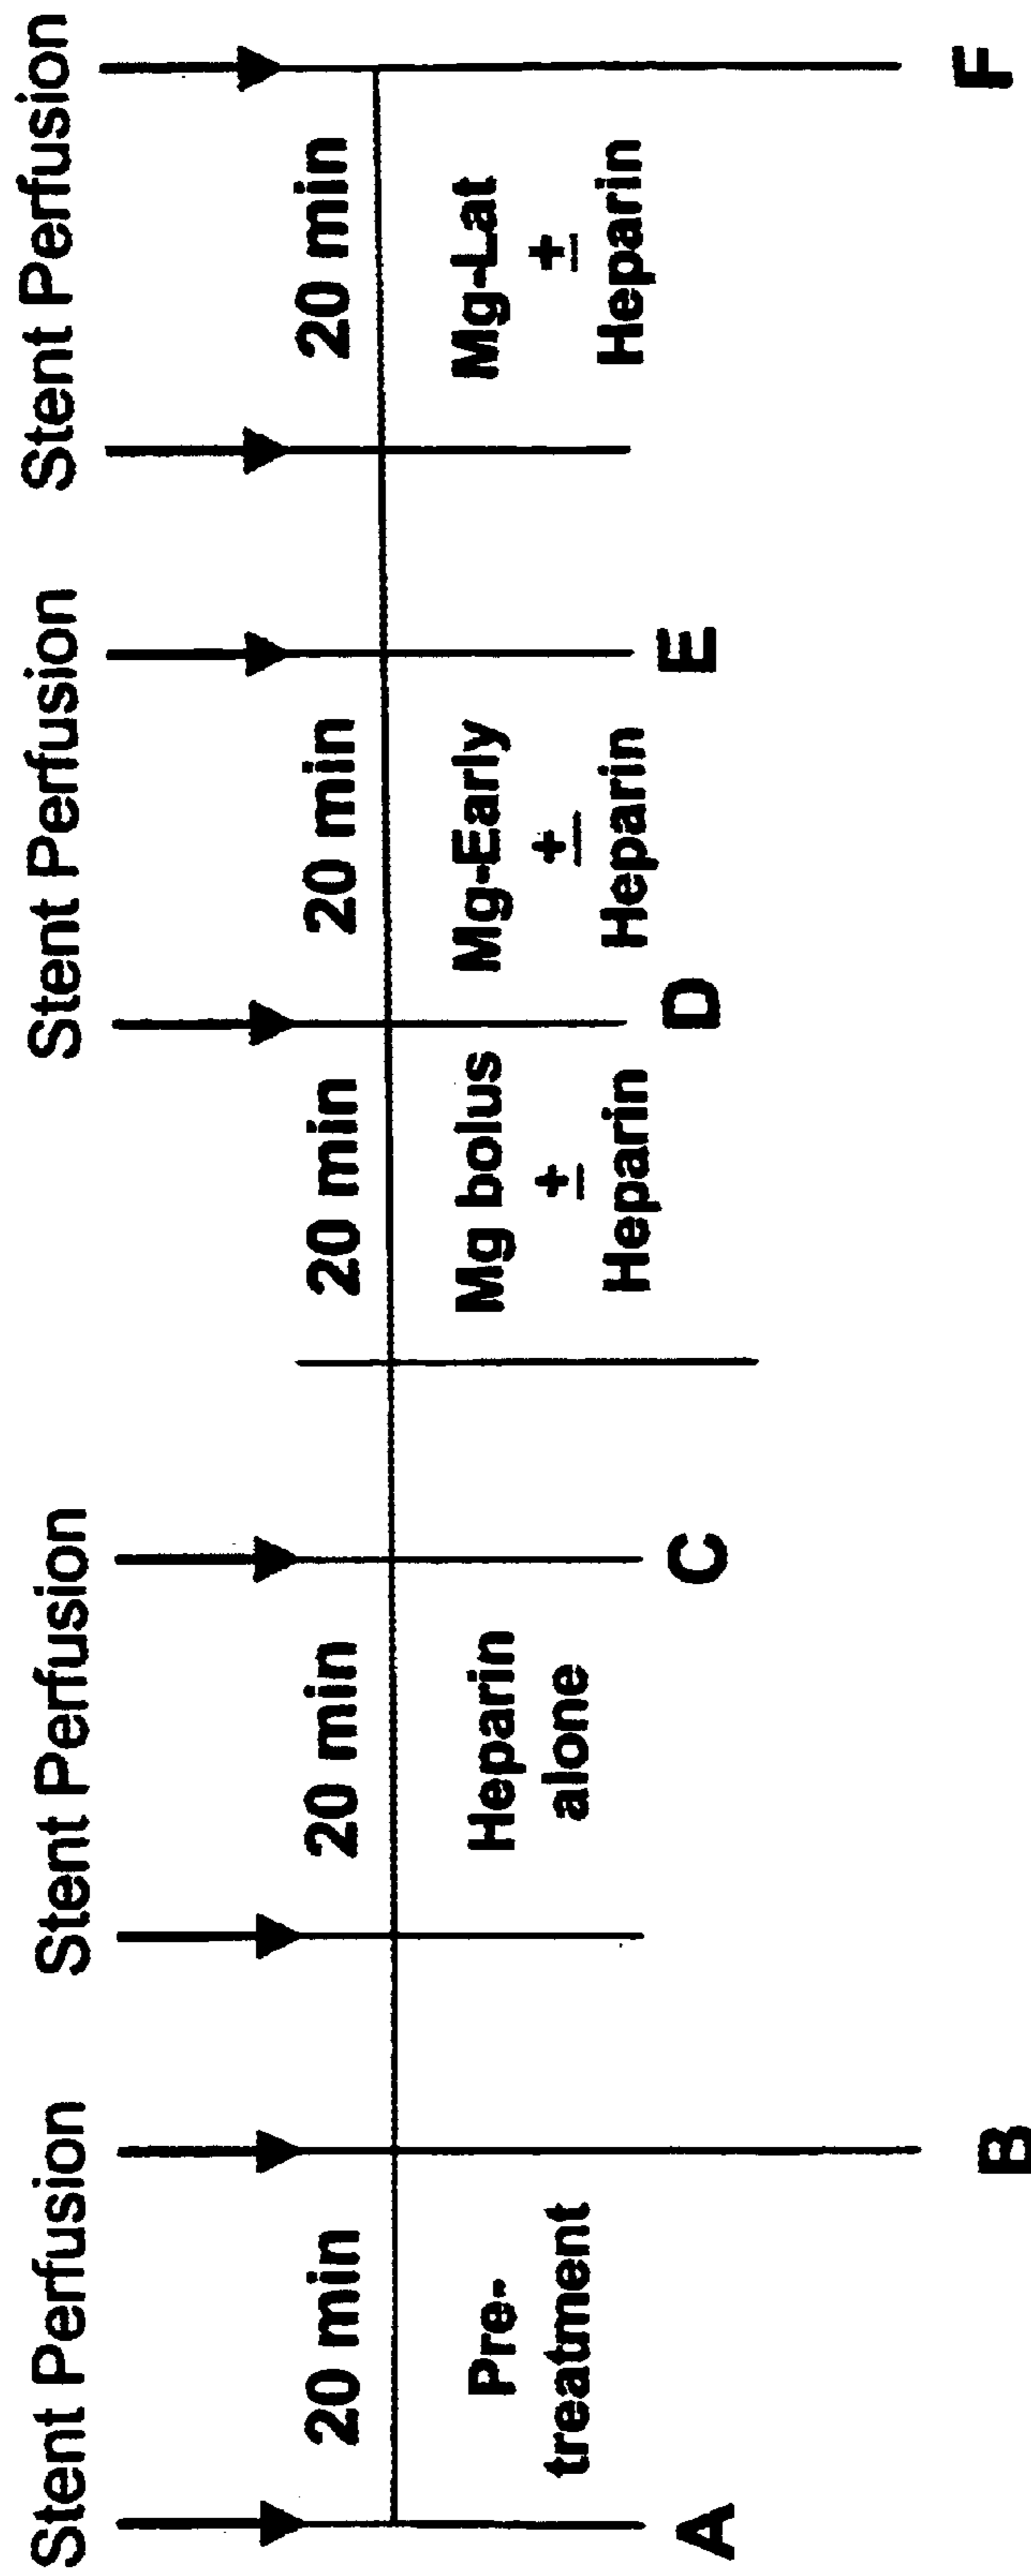 Stent Perfusion
Stent Perfusion
Stent Perfusion
Stent Perfusion
20 min
20 min
20 min
20 min
20 min
Pre-
treatment
Heparin
alone
Mg bolus
±
Heparin
Mg-Early
±
Heparin
Mg-Lat
±
Heparin
A
B
C
D
E
F